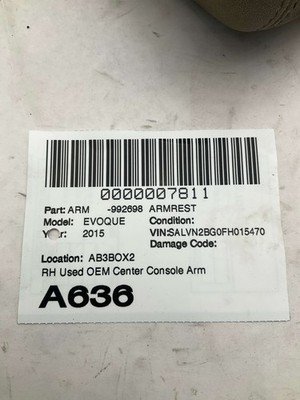 0000007811
Part: ARM -992698 ARMREST
Model: EVOQUE Condition:
Year: 2015 VIN:SALVN2BG0FH015470
Damage Code:
Location: AB3BOX2
RH Used OEM Center Console Arm
A636